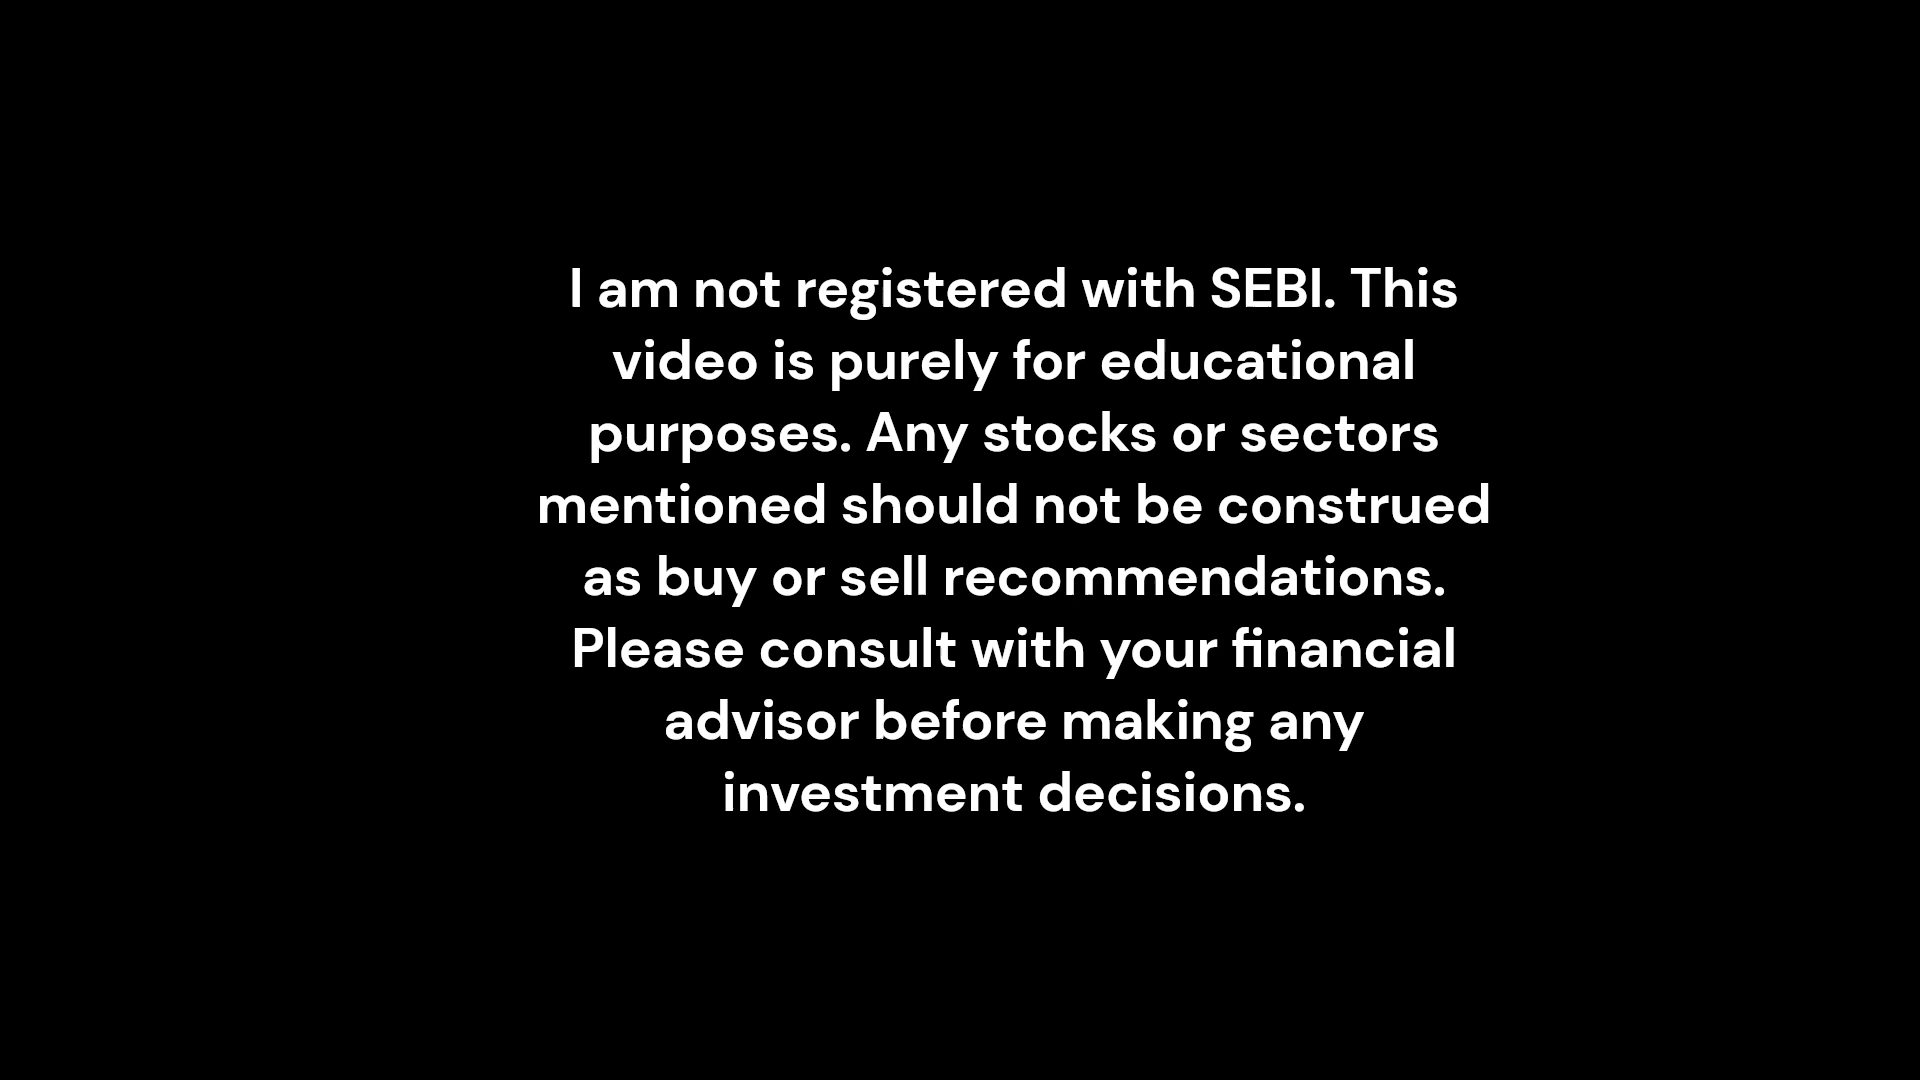 I am not registered with SEBI. This
video is purely for educational
purposes. Any stocks or sectors
mentioned should not be construed
as buy or sell recommendations.
Please consult with your financial
advisor before making any
investment decisions.